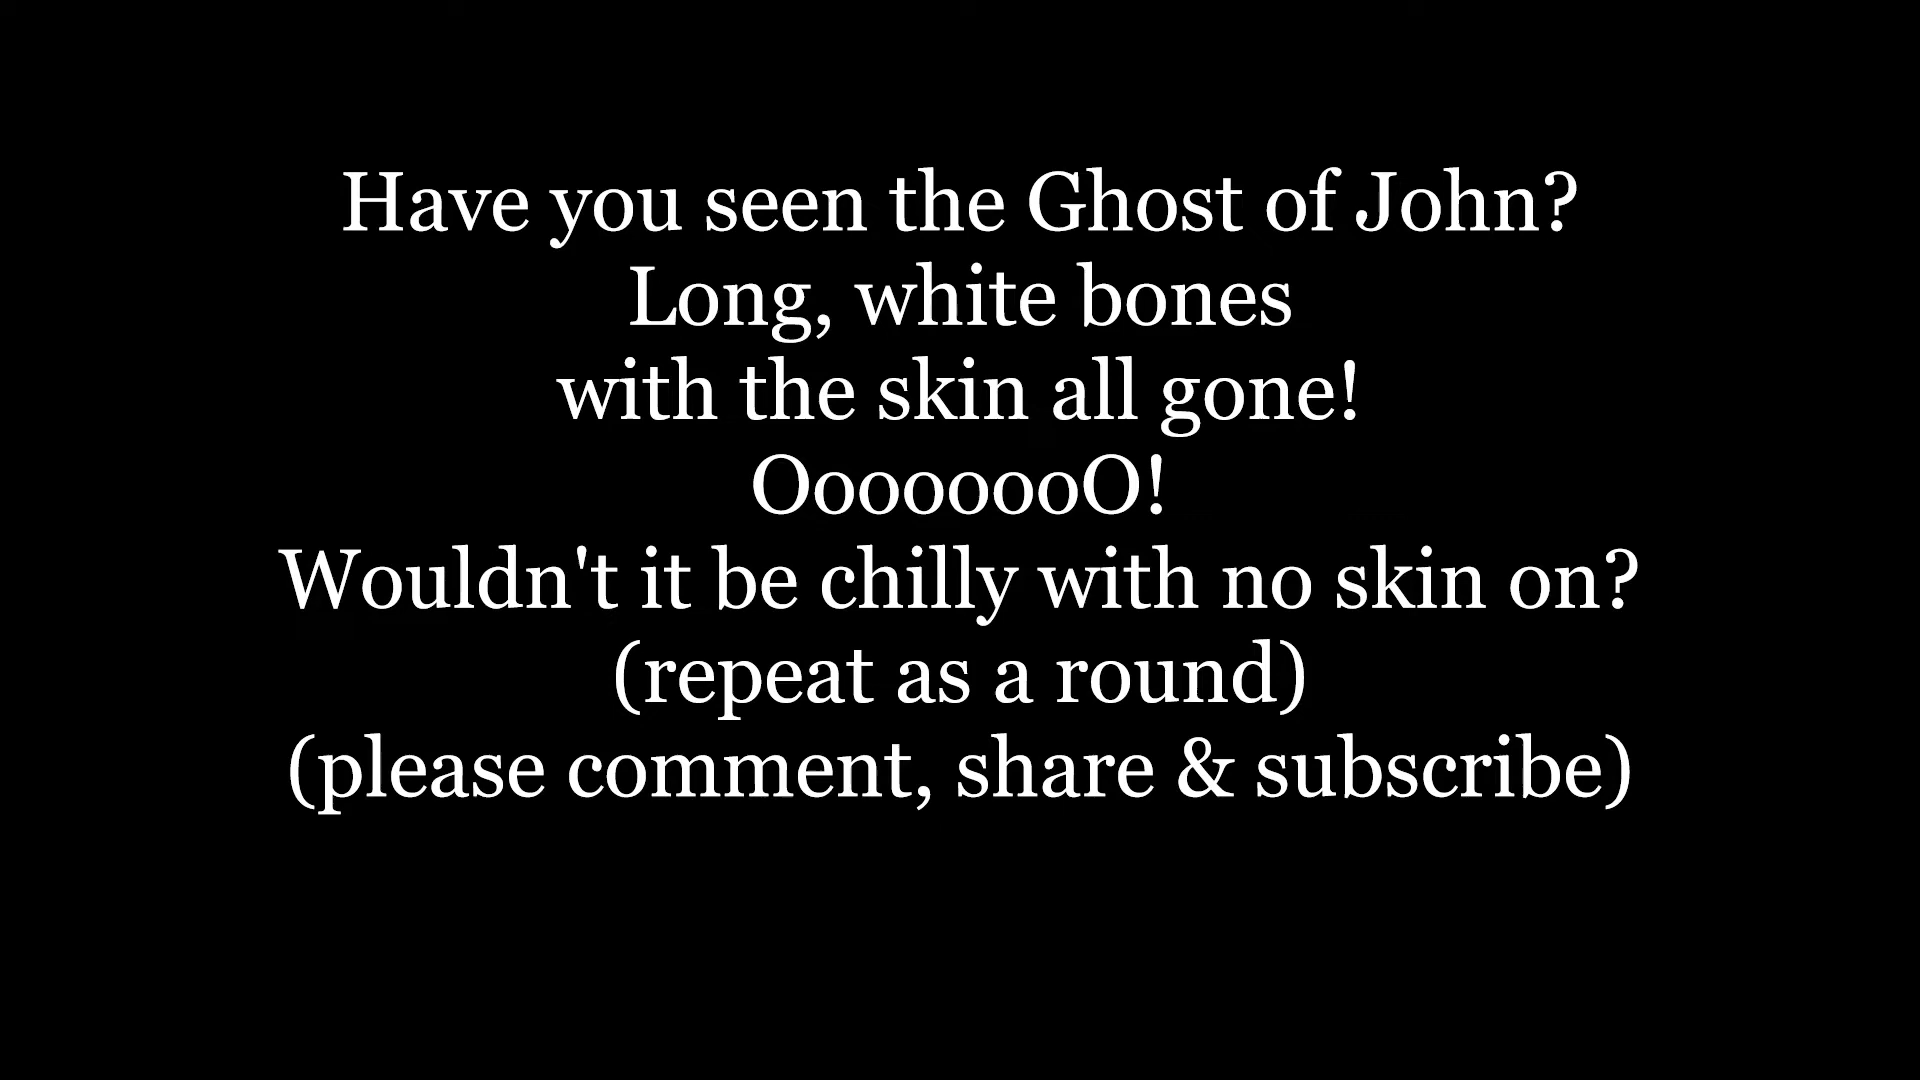 Have you seen the Ghost of John?
Long, white bones
with the skin all gone!
OoooooooO!
Wouldn't it be chilly with no skin on?
(repeat as a round)
(please comment, share & subscribe)